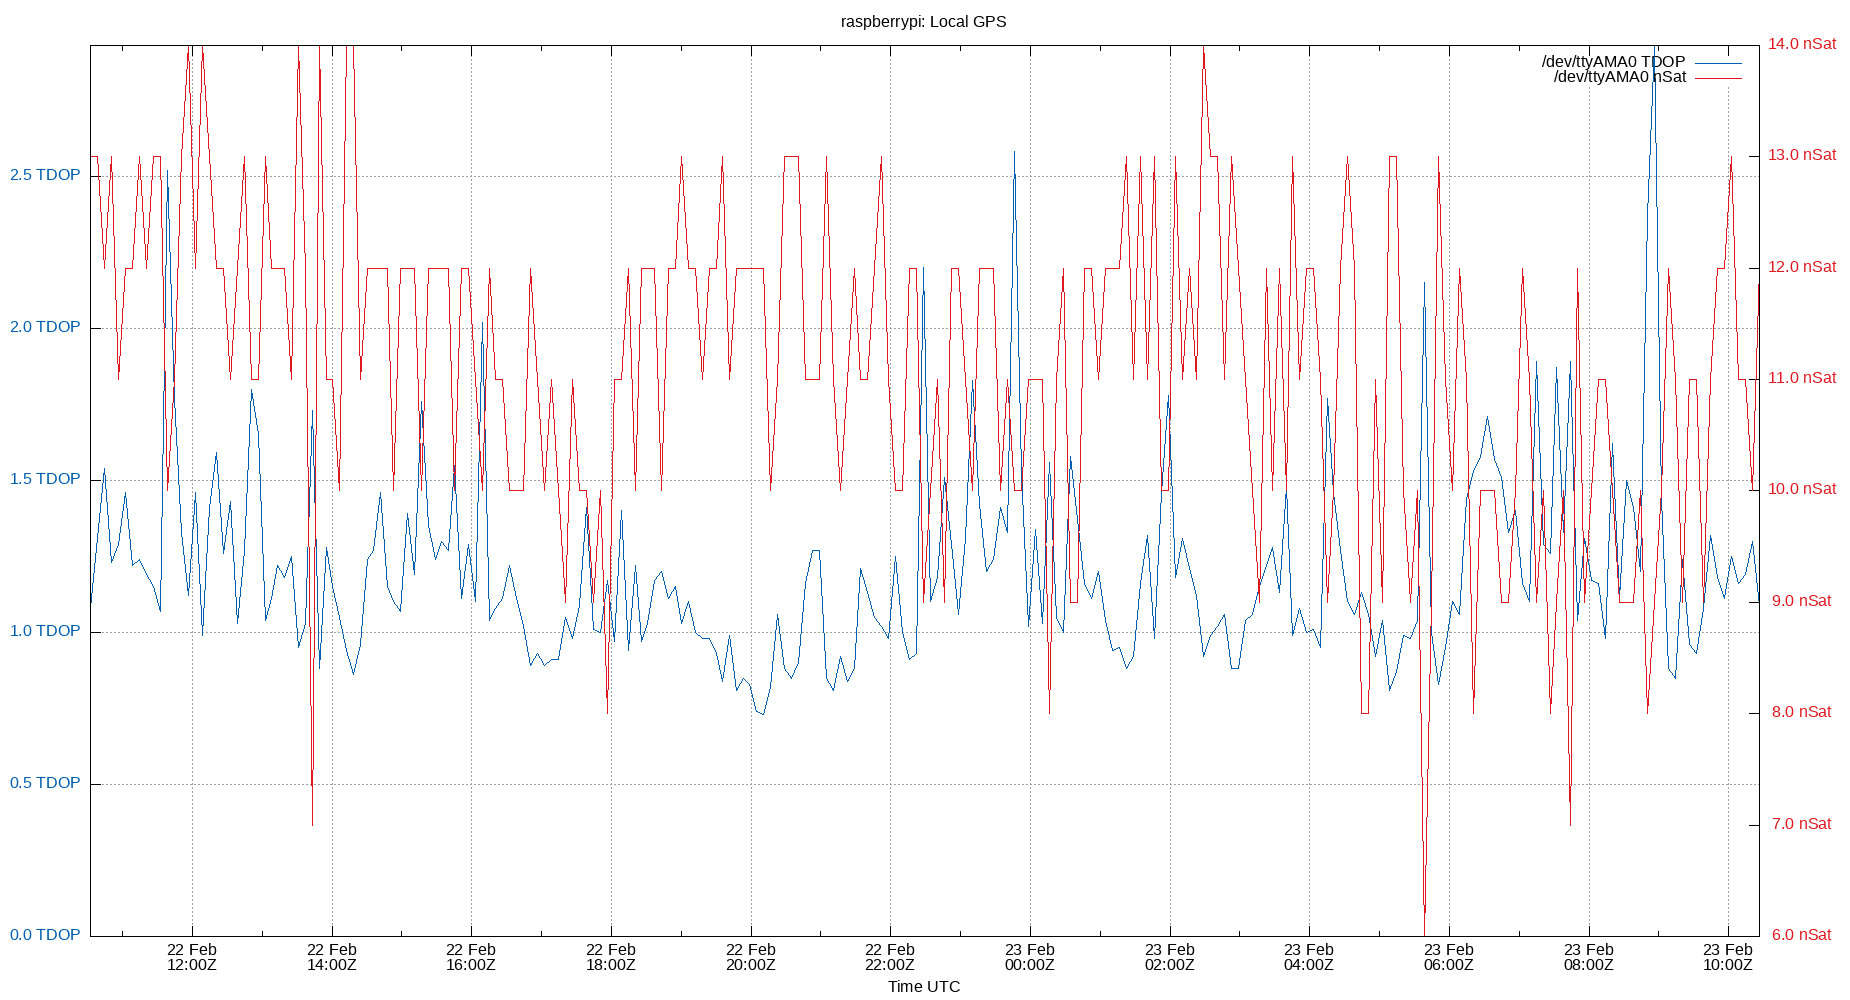 raspberrypi: Local GPS
/dev/ttyAMA0 TDOP
/dev/ttyAMA0 nSat
2.5 TDOP
2.0 TDOP
1.5 TDOP
1.0 TDOP
0.5 TDOP
0.0 TDOP
14.0 nSat
13.0 nSat
12.0 nSat
11.0 nSat
10.0 nSat
9.0 nSat
8.0 nSat
7.0 nSat
6.0 nSat
22 Feb
12:00Z
22 Feb
14:00Z
22 Feb
16:00Z
22 Feb
18:00Z
22 Feb
20:00Z
22 Feb
22:00Z
23 Feb
00:00Z
23 Feb
02:00Z
23 Feb
04:00Z
23 Feb
06:00Z
23 Feb
08:00Z
23 Feb
10:00Z
Time UTC